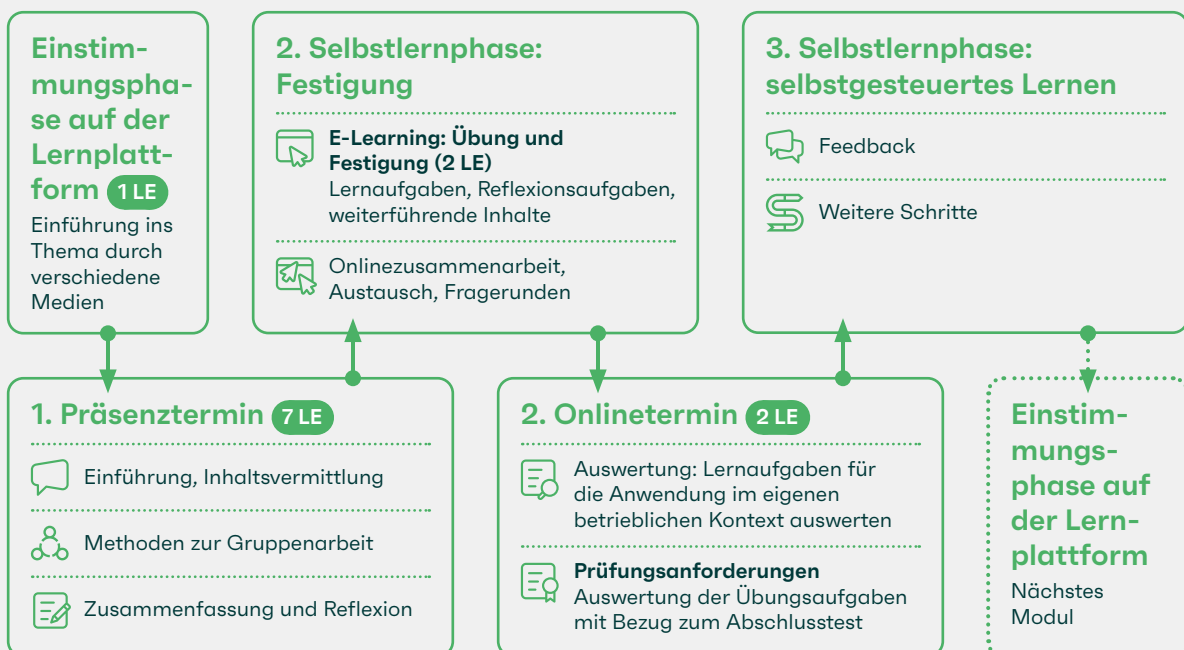 Einstim-
mungspha-
se auf der
Lernplatt-
form 1 LE
Einführung ins
Thema durch
verschiedene
Medien
2. Selbstlernphase:
Festigung
E-Learning: Übung und
Festigung (2 LE)
Lernaufgaben, Reflexionsaufgaben,
weiterführende Inhalte
Onlinezusammenarbeit,
Austausch, Fragerunden
3. Selbstlernphase:
selbstgesteuertes Lernen
Feedback
Weitere Schritte
1. Präsenztermin 7 LE
Einführung, Inhaltsvermittlung
Methoden zur Gruppenarbeit
Zusammenfassung und Reflexion
2. Onlinetermin 2 LE
Auswertung: Lernaufgaben für
die Anwendung im eigenen
betrieblichen Kontext auswerten
Prüfungsanforderungen
Auswertung der Übungsaufgaben
mit Bezug zum Abschlusstest
Einstim-
mungs-
phase auf
der Lern-
plattform
Nächstes
Modul